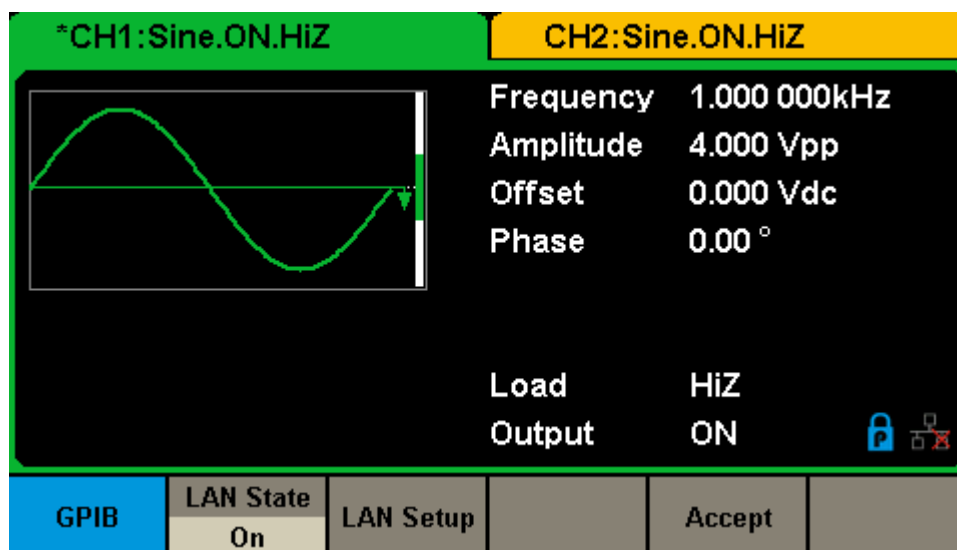 *CH1:Sine.ON.HiZ
CH2:Sine.ON.HiZ
Frequency 1.000 000kHz
Amplitude 4.000 Vpp
Offset 0.000 Vdc
Phase 0.00 °
Load HiZ
Output ON
P
GPIB
LAN State
On
LAN Setup
Accept